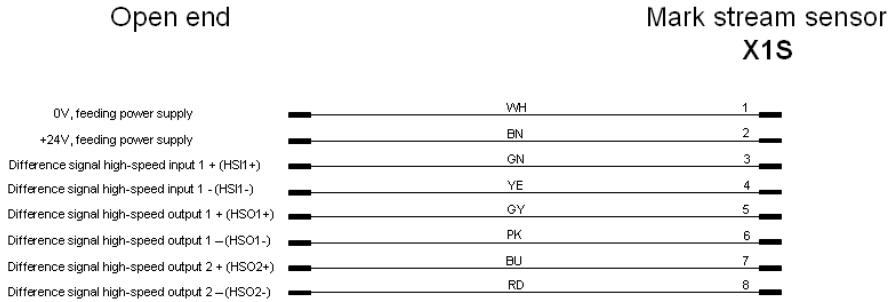 Open end Mark stream sensor
X1S
0V, feeding power supply WH 1
+24V, feeding power supply BN 2
Difference signal high-speed input 1 + (HSI1+) GN 3
Difference signal high-speed input 1 - (HSI1-) YE 4
Difference signal high-speed output 1 + (HSO1+) GY 5
Difference signal high-speed output 1 – (HSO1-) PK 6
Difference signal high-speed output 2 + (HSO2+) BU 7
Difference signal high-speed output 2 – (HSO2-) RD 8